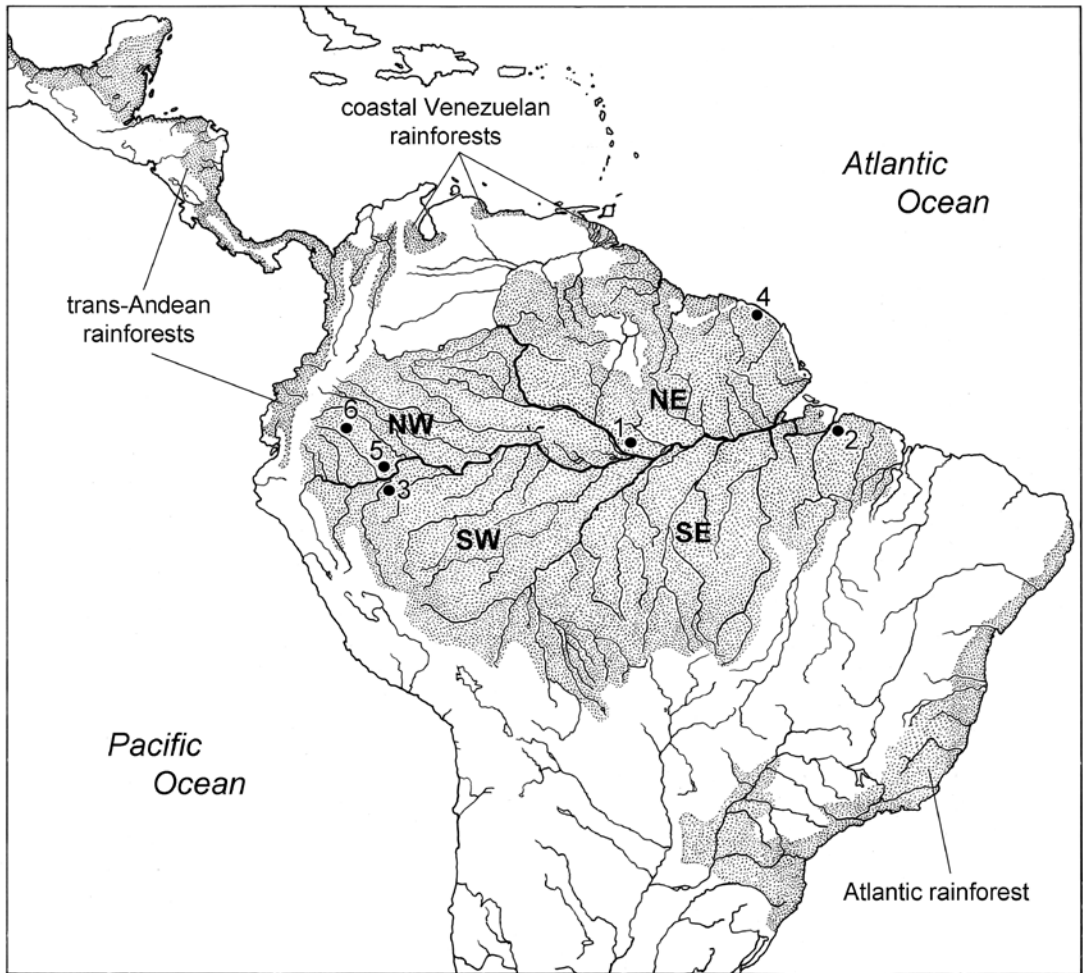 coastal Venezuelan
rainforests
Atlantic
Ocean
trans-Andean
rainforests
4
NE
6
NW
1
2
5
3
SW
SE
Pacific
Ocean
Atlantic rainforest